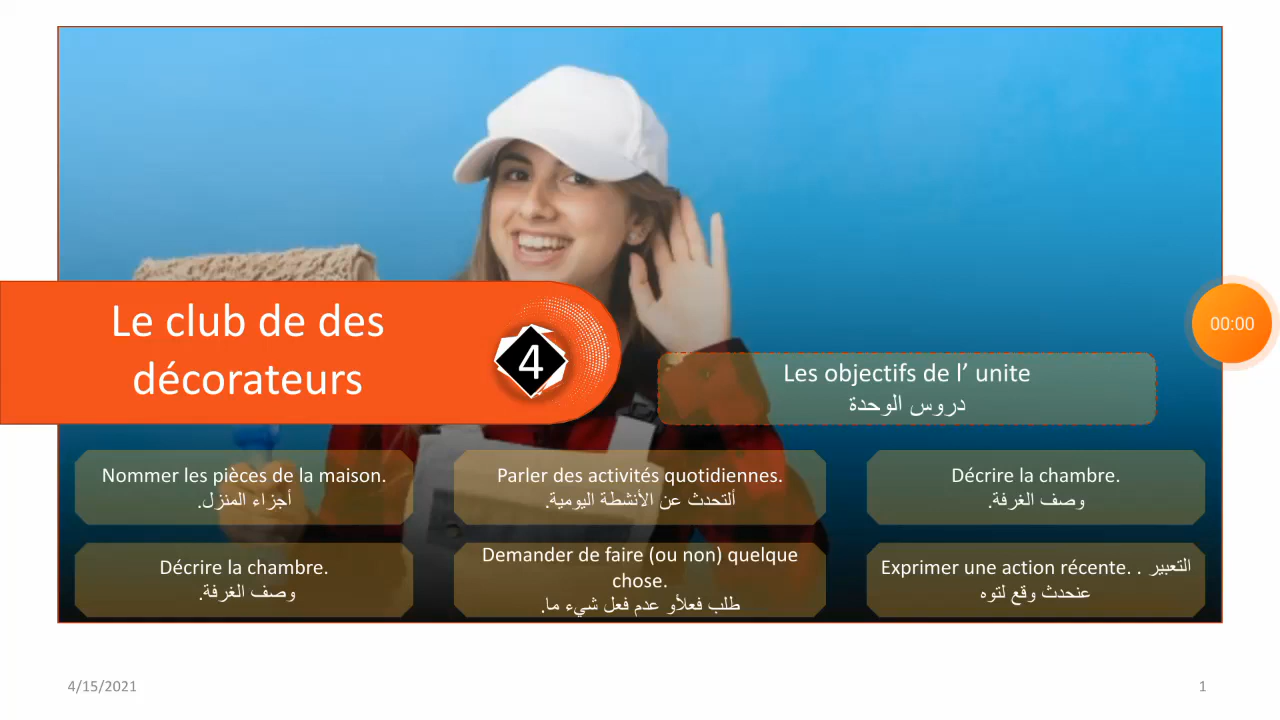 Le club de des
décorateurs
4
00:00
Les objectifs de l’ unite
دروس الوحدة
Nommer les pièces de la maison.
أجزاء المنزل.
Parler des activités quotidiennes.
ألتحدث عن الأنشطة اليومية.
Décrire la chambre.
وصف الغرفة.
Décrire la chambre.
وصف الغرفة.
Demander de faire (ou non) quelque
chose.
طلب فعلأو عدم فعل شيء ما.
Exprimer une action récente. . التعبير
عنحدث وقع لتوه
4/15/2021
1